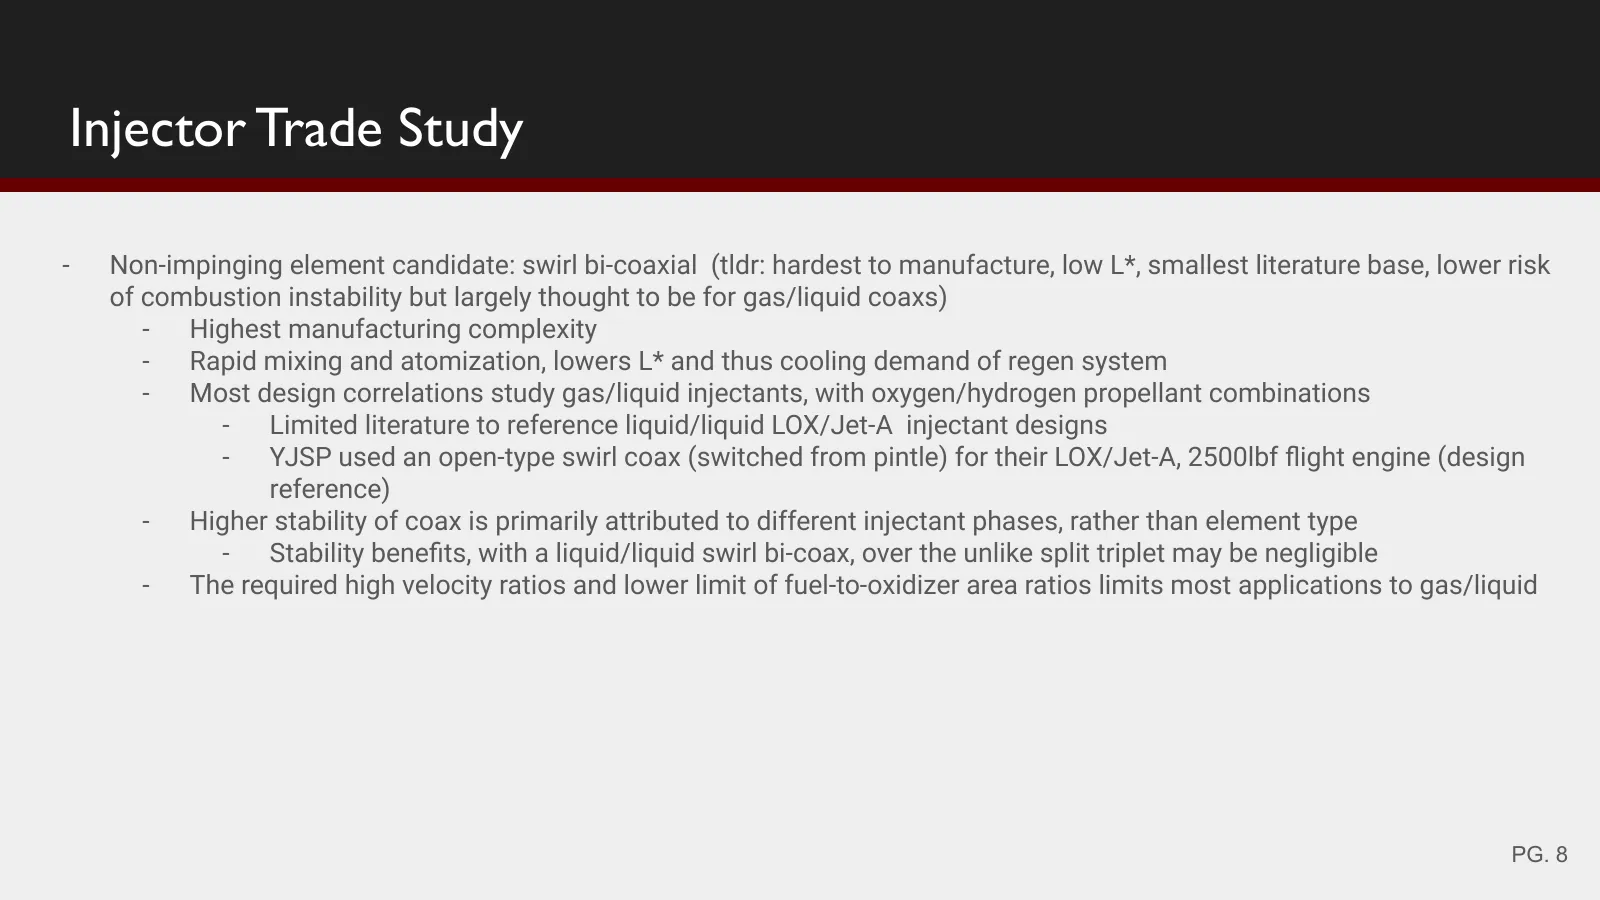 Injector Trade Study
- Non-impinging element candidate: swirl bi-coaxial  (tldr: hardest to manufacture, low L*, smallest literature base, lower risk
of combustion instability but largely thought to be for gas/liquid coaxs)
- Highest manufacturing complexity
- Rapid mixing and atomization, lowers L* and thus cooling demand of regen system
- Most design correlations study gas/liquid injectants, with oxygen/hydrogen propellant combinations
- Limited literature to reference liquid/liquid LOX/Jet-A  injectant designs
- YJSP used an open-type swirl coax (switched from pintle) for their LOX/Jet-A, 2500lbf flight engine (design
reference)
- Higher stability of coax is primarily attributed to different injectant phases, rather than element type
- Stability benefits, with a liquid/liquid swirl bi-coax, over the unlike split triplet may be negligible
- The required high velocity ratios and lower limit of fuel-to-oxidizer area ratios limits most applications to gas/liquid
PG. 8